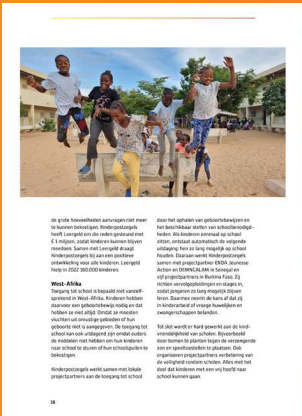 de grote hoeveelheden aanvragen niet meer
te kunnen bekostigen. Kinderpostzegels
heeft Leergeld om die reden gesteund met
€ 1 miljoen, zodat kinderen kunnen blijven
meedoen. Samen met Leergeld draagt
Kinderpostzegels bij aan een positieve
ontwikkeling voor alle kinderen. Leergeld
hielp in 2022 160.000 kinderen.
West-Afrika
Toegang tot school is bepaald niet vanzelf-
sprekend in West-Afrika. Kinderen hebben
daarvoor een geboortebewijs nodig en dat
hebben ze niet altijd. Omdat ze moesten
vluchten uit onrustige gebieden of hun
geboorte niet is aangegeven. De toegang tot
school kan ook uitdagend zijn omdat ouders
de middelen niet hebben om hun kinderen
naar school te sturen of hun schoolspullen te
bekostigen.
Kinderpostzegels werkt samen met lokale
projectpartners aan de toegang tot school
door het ophalen van geboortebewijzen en
het beschikbaar stellen van schoolbenodigd-
heden. Als kinderen eenmaal op school
zitten, ontstaat automatisch de volgende
uitdaging: hen zo lang mogelijk op school
houden. Daaraan werkt Kinderpostzegels
samen met projectpartner ENDA Jeunesse
Action en DEMNGALAM in Senegal en
vijf projectpartners in Burkina Faso. Zij
richten vervolgopleidingen en stages in,
zodat jongeren zo lang mogelijk blijven
leren. Daarmee neemt de kans af dat zij
in kinderarbeid of vroege huwelijken en
zwangerschappen belanden.
Tot slot wordt er hard gewerkt aan de kind-
vriendelijkheid van scholen. Bijvoorbeeld
door bomen te planten tegen de verzengende
zon en speeltoestellen te plaatsen. Ook
organiseren projectpartners verbetering van
de veiligheid rondom scholen. Alles met het
doel dat kinderen met een vrij hoofd naar
school kunnen gaan.